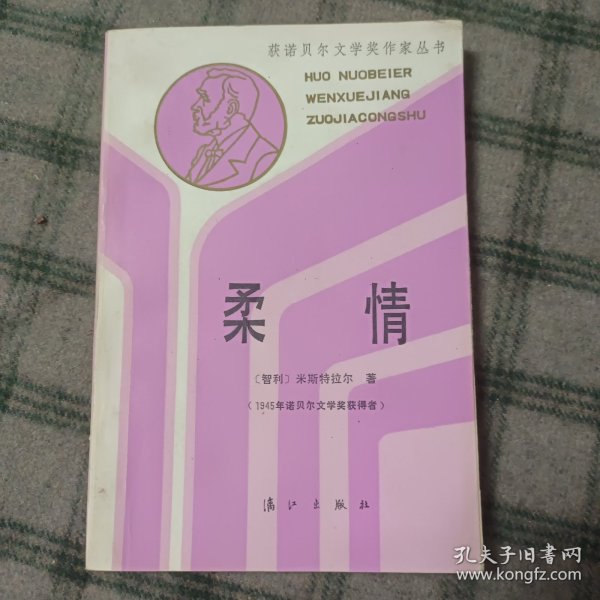 获诺贝尔文学奖作家丛书
HUO NUOBEIER
WENXUEJIANG
ZUOJIACONGSHU
柔情
〔智利〕米斯特拉尔 著
（1945年诺贝尔文学奖获得者）
漓江出版社
孔夫子旧书网
www.kongfz.com